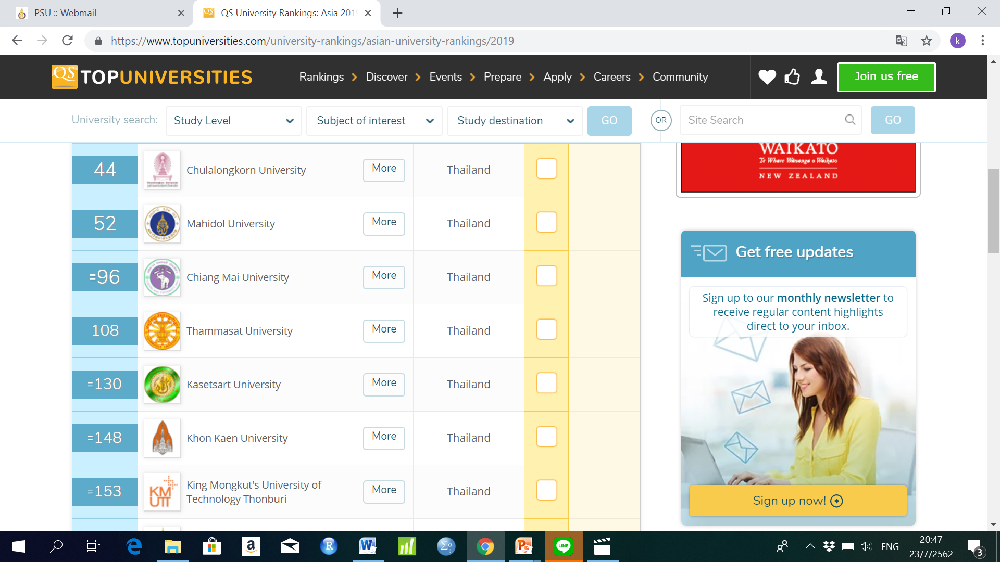 PSU :: Webmail
QS University Rankings: Asia 2019
https://www.topuniversities.com/university-rankings/asian-university-rankings/2019
k
QS TOPUNIVERSITIES
Rankings Discover Events Prepare Apply Careers Community
Join us free
University search: Study Level Subject of interest Study destination GO OR Site Search GO
44 Chulalongkorn University More Thailand
52 Mahidol University More Thailand
=96 Chiang Mai University More Thailand
108 Thammasat University More Thailand
=130 Kasetsart University More Thailand
=148 Khon Kaen University More Thailand
KM
UTT
=153 King Mongkut's University of
Technology Thonburi More Thailand
WAIKATO
Te Whare Wānanga o Waikato
NEW ZEALAND
Get free updates
Sign up to our monthly newsletter to
receive regular content highlights
direct to your inbox.
Sign up now!
a
R
W
Σα
P
LINE
ENG
20:47
23/7/2562
3